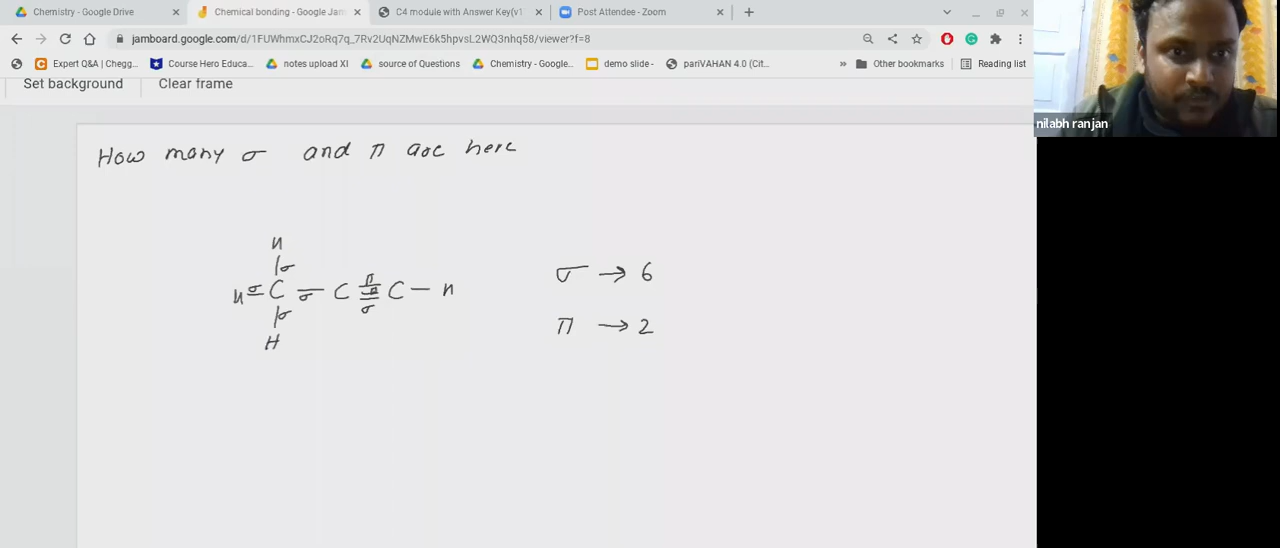 Chemistry - Google Drive
Chemical bonding - Google Jam
C4 module with Answer Key(v1
Post Attendee - Zoom
jamboard.google.com/d/1FUWhmxCJ2oRq7q_7Rv2UqNZMwE6k5hpvsL2WQ3nhq58/viewer?f=8
Expert Q&A | Chegg...
Course Hero Educa...
notes upload XI
source of Questions
Chemistry - Google...
demo slide -
pariVAHAN 4.0 (Cit...
»
Other bookmarks
Reading list
Set background
Clear frame
nilabh ranjan
How many σ and π are here
H
σ
H σ C σ C π π σ C - H
σ
H
σ → 6
π → 2